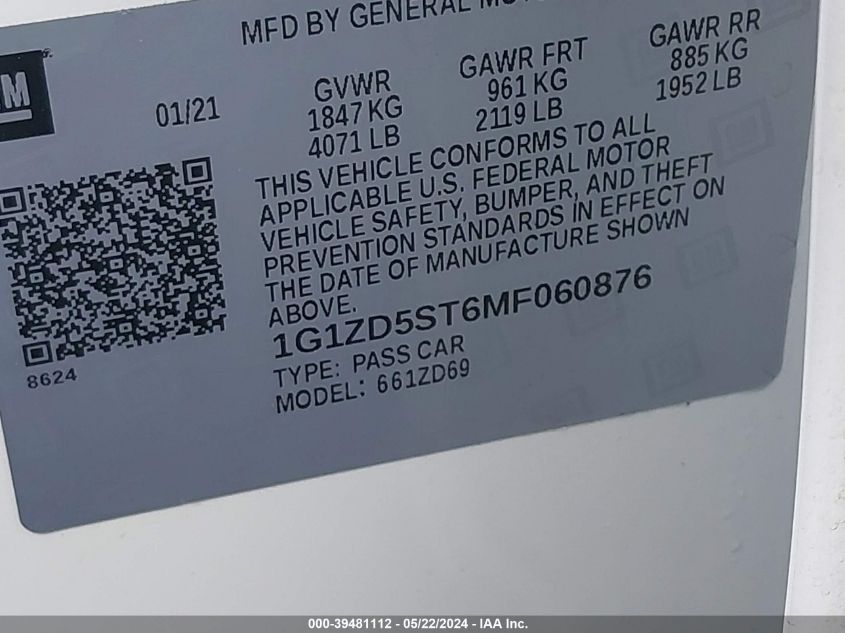 MFD BY GENERAL
GM
01/21
GVWR GAWR FRT GAWR RR
1847 KG 961 KG 885 KG
4071 LB 2119 LB 1952 LB
THIS VEHICLE CONFORMS TO ALL
APPLICABLE U.S. FEDERAL MOTOR
VEHICLE SAFETY, BUMPER, AND THEFT
PREVENTION STANDARDS IN EFFECT ON
THE DATE OF MANUFACTURE SHOWN
ABOVE.
1G1ZD5ST6MF060876
TYPE: PASS CAR
MODEL: 661ZD69
8624
000-39481112 - 05/22/2024 - IAA Inc.